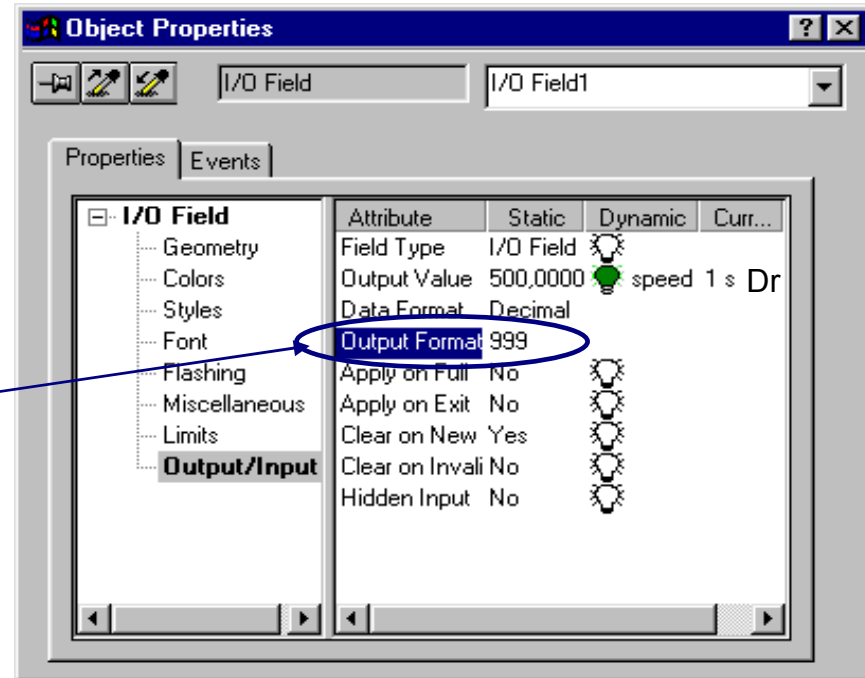 Object Properties
I/O Field
I/O Field1
Properties
Events
I/O Field
Geometry
Colors
Styles
Font
Flashing
Miscellaneous
Limits
Output/Input
Attribute Static Dynamic Curr...
Field Type I/O Field
Output Value 500,0000 speed 1 s Dr
Data Format Decimal
Output Format 999
Apply on Full No
Apply on Exit No
Clear on New Yes
Clear on Invali No
Hidden Input No